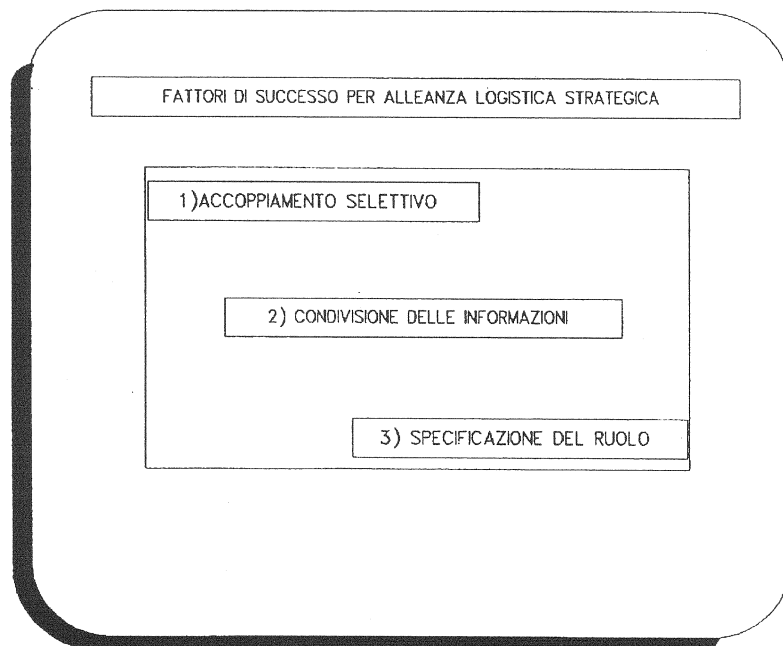 FATTORI DI SUCCESSO PER ALLEANZA LOGISTICA STRATEGICA
1)ACCOPPIAMENTO SELETTIVO
2) CONDIVISIONE DELLE INFORMAZIONI
3) SPECIFICAZIONE DEL RUOLO